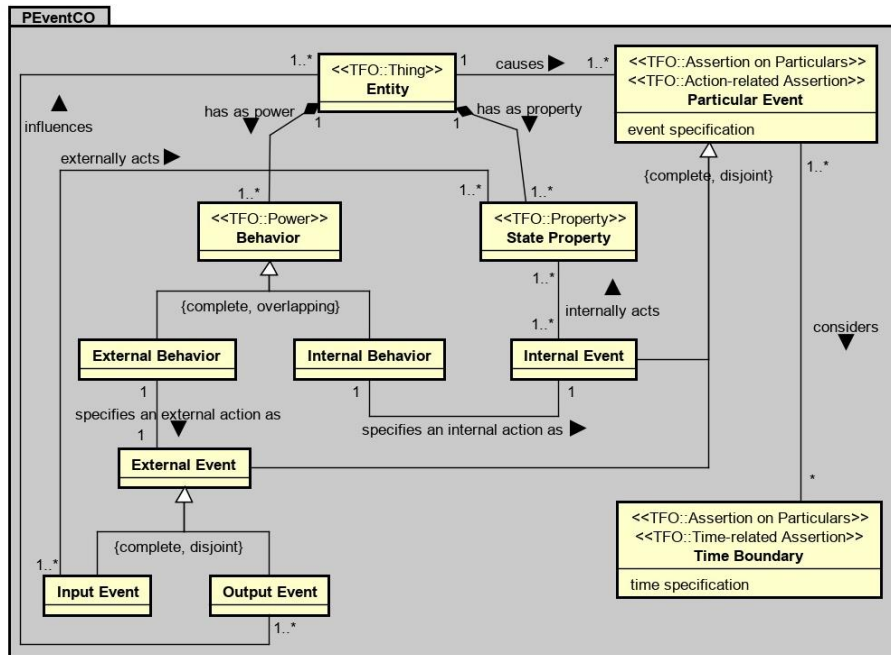 PEventCO
1..*
<<TFO::Thing>>
Entity
1
causes ▶
1..*
<<TFO::Assertion on Particulars>>
<<TFO::Action-related Assertion>>
Particular Event
event specification
▲
influences
has as power
▼
1
1
has as property
▼
externally acts ▶
{complete, disjoint}
1..*
1..*
1..*
1..*
<<TFO::Power>>
Behavior
<<TFO::Property>>
State Property
{complete, overlapping}
1..*
▲
internally acts
1..*
considers
▼
External Behavior
Internal Behavior
Internal Event
1
1
1
specifies an external action as
▼
1
specifies an internal action as ▶
External Event
*
{complete, disjoint}
<<TFO::Assertion on Particulars>>
<<TFO::Time-related Assertion>>
Time Boundary
time specification
1..*
Input Event
Output Event
1..*